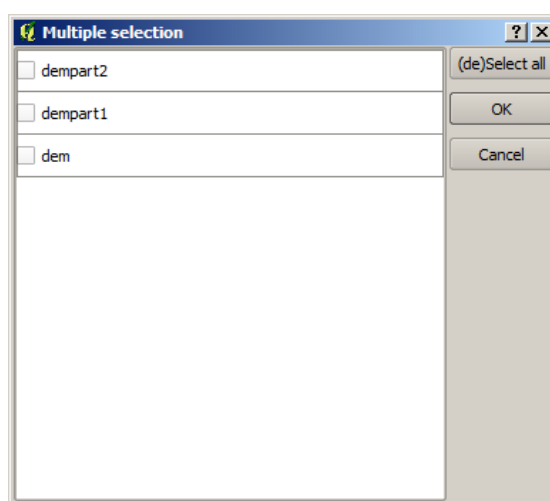 Multiple selection
dempart2
dempart1
dem
(de)Select all
OK
Cancel